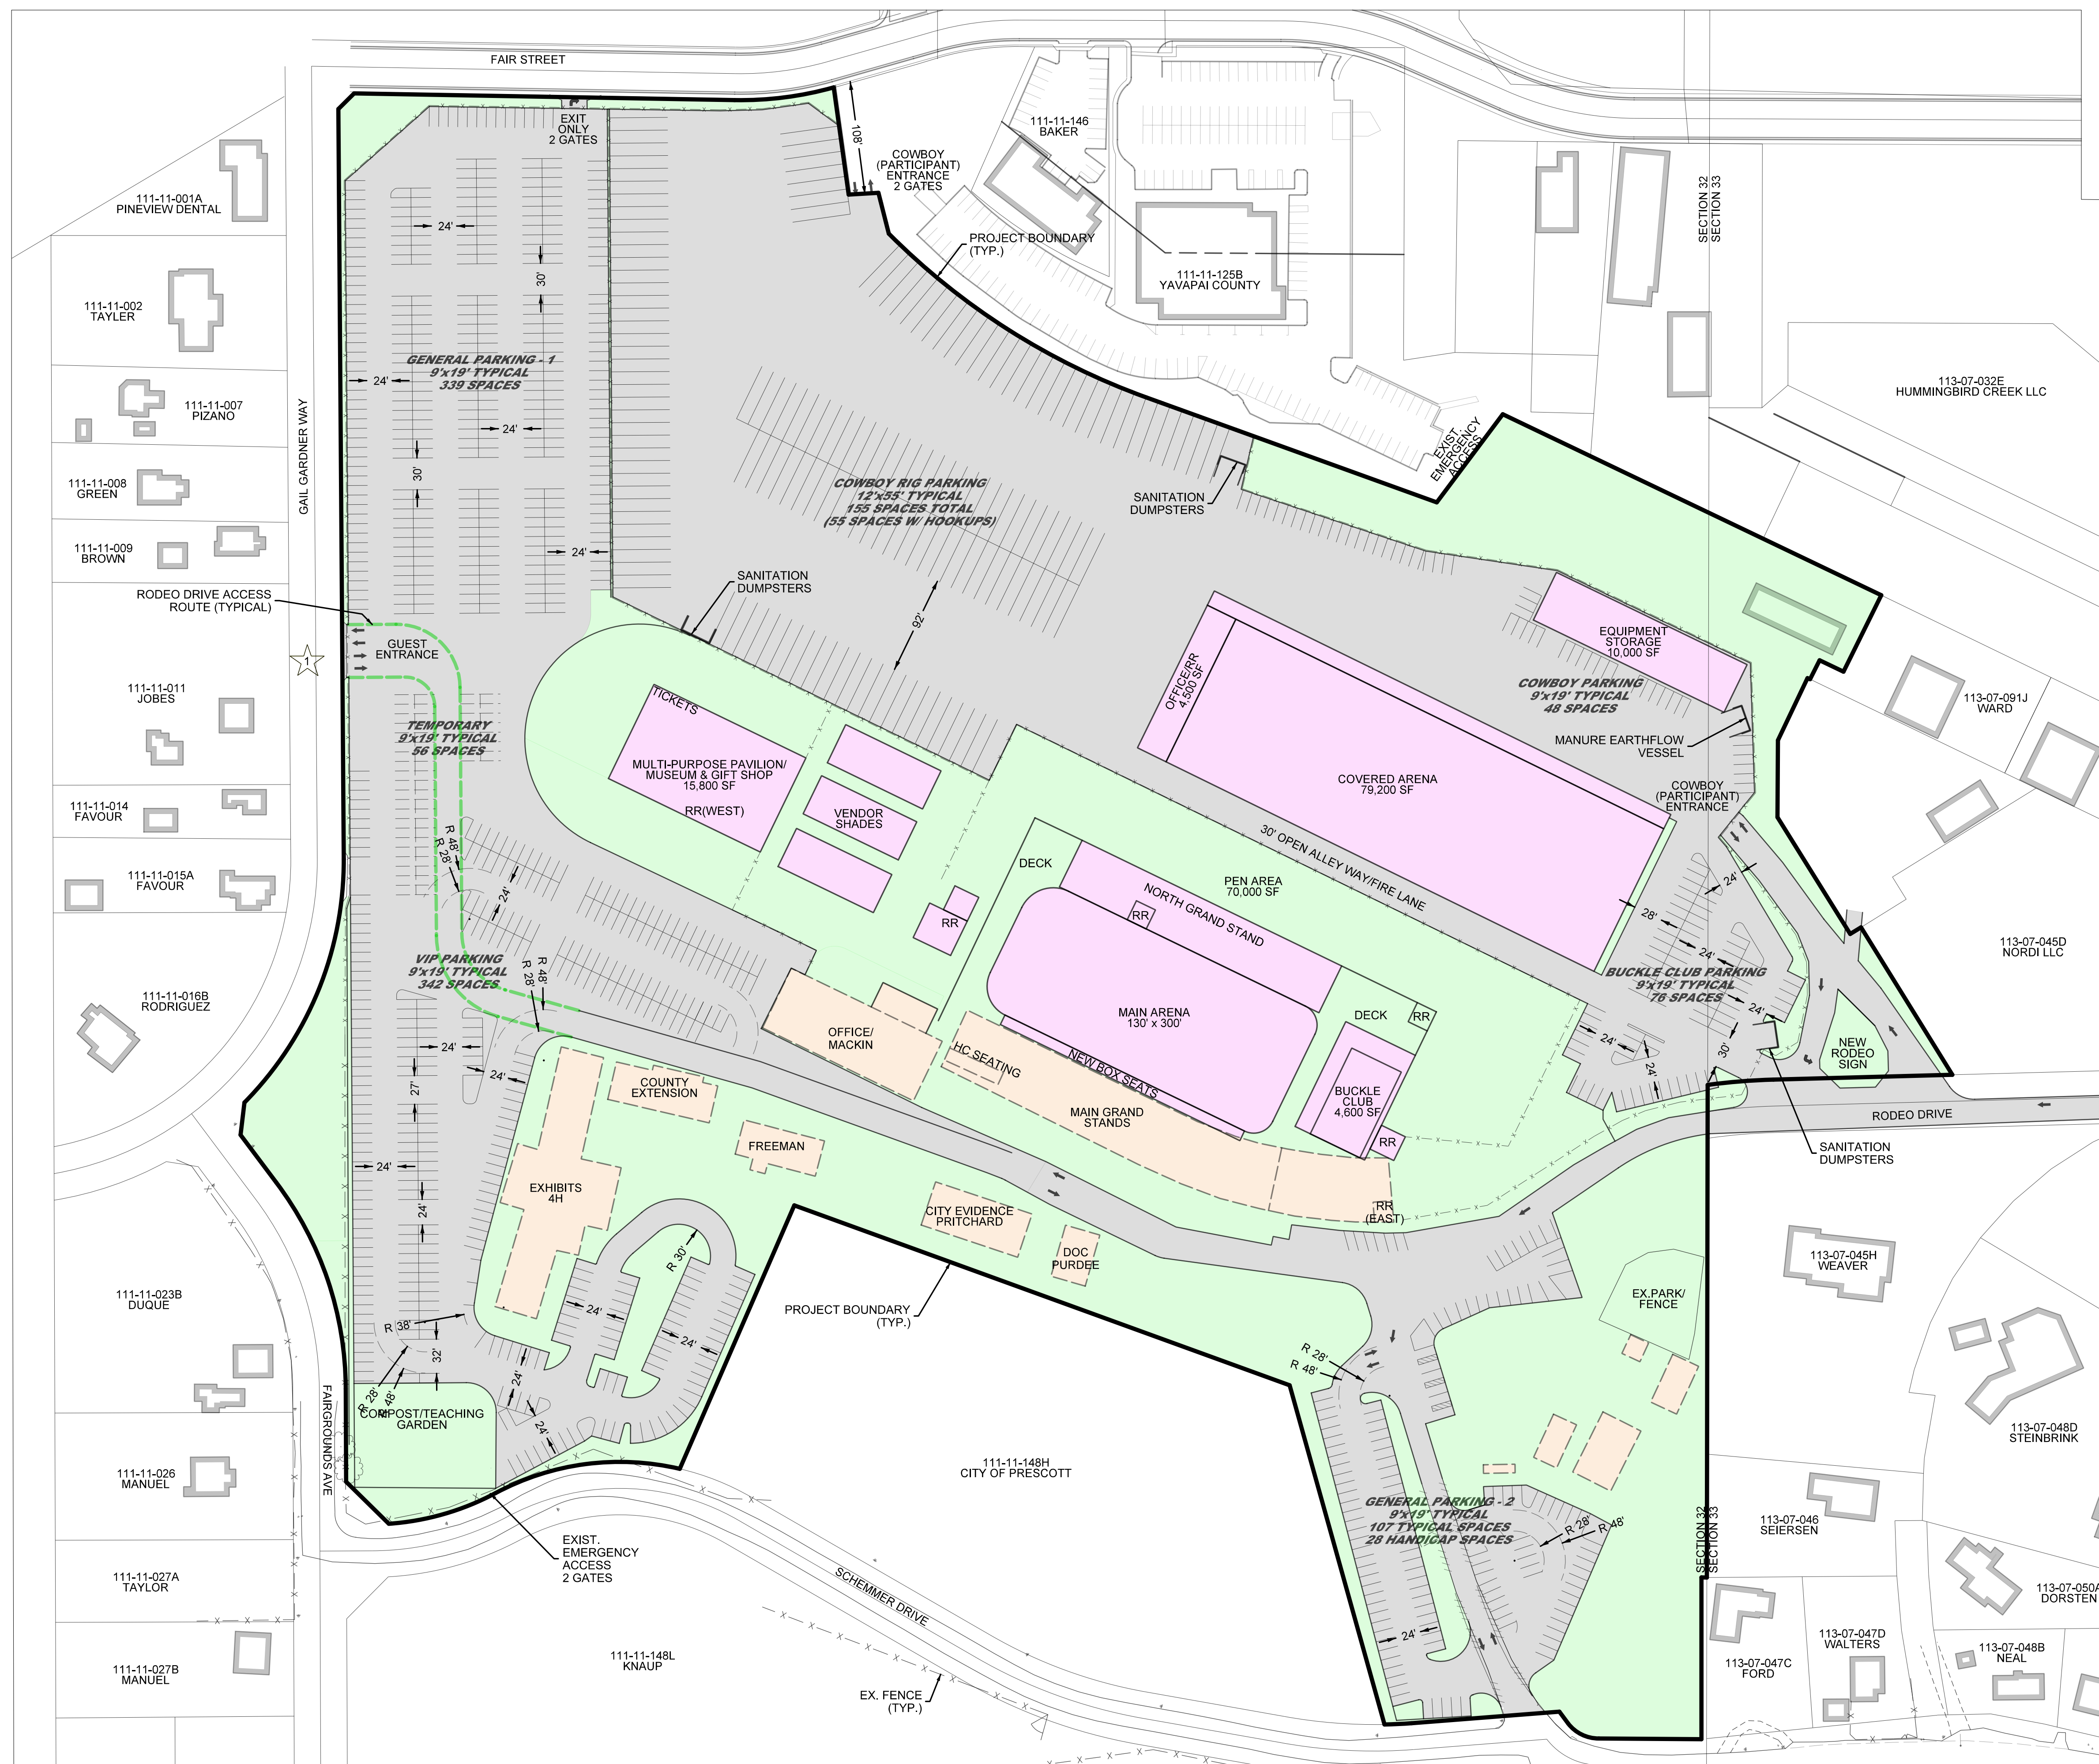 FAIR STREET
EXIT
ONLY
2 GATES
108'
COWBOY
(PARTICIPANT)
ENTRANCE
2 GATES
111-11-146
BAKER
111-11-001A
PINEVIEW DENTAL
SECTION 32
SECTION 33
24'
PROJECT BOUNDARY
(TYP.)
111-11-125B
YAVAPAI COUNTY
30'
111-11-002
TAYLER
GENERAL PARKING - 1
9'x19' TYPICAL
339 SPACES
24'
24'
30'
113-07-032E
HUMMINGBIRD CREEK LLC
111-11-007
PIZANO
GAIL GARDNER WAY
EXIST.
EMERGENCY
ACCESS
111-11-008
GREEN
COWBOY RIG PARKING
12'x55' TYPICAL
155 SPACES TOTAL
(55 SPACES W/ HOOKUPS)
SANITATION
DUMPSTERS
111-11-009
BROWN
24'
SANITATION
DUMPSTERS
92'
RODEO DRIVE ACCESS
ROUTE (TYPICAL)
1
GUEST
ENTRANCE
EQUIPMENT
STORAGE
10,000 SF
OFFICE/RR
4,500 SF
COWBOY PARKING
9'x19' TYPICAL
48 SPACES
113-07-091J
WARD
111-11-011
JOBES
TICKETS
TEMPORARY
9'x19' TYPICAL
56 SPACES
MANURE EARTHFLOW
VESSEL
MULTI-PURPOSE PAVILION/
MUSEUM & GIFT SHOP
15,800 SF
RR(WEST)
COVERED ARENA
79,200 SF
COWBOY
(PARTICIPANT)
ENTRANCE
111-11-014
FAVOUR
VENDOR
SHADES
30' OPEN ALLEY WAY/FIRE LANE
R 48'
R 28'
DECK
111-11-015A
FAVOUR
24'
PEN AREA
70,000 SF
24'
NORTH GRAND STAND
RR
RR
28'
24'
VIP PARKING
9'x19' TYPICAL
342 SPACES
R 48'
R 28'
BUCKLE CLUB PARKING
9'x19' TYPICAL
76 SPACES
113-07-045D
NORDI LLC
111-11-016B
RODRIGUEZ
MAIN ARENA
130' x 300'
DECK
RR
24'
OFFICE/
MACKIN
24'
24'
24'
30'
NEW
RODEO
SIGN
HC SEATING
NEW BOX SEATS
24'
27'
COUNTY
EXTENSION
BUCKLE
CLUB
4,600 SF
RR
MAIN GRAND
STANDS
RODEO DRIVE
FREEMAN
SANITATION
DUMPSTERS
24'
EXHIBITS
4H
24'
CITY EVIDENCE
PRITCHARD
RR
(EAST)
R 30'
DOC
PURDEE
113-07-045H
WEAVER
111-11-023B
DUQUE
PROJECT BOUNDARY
(TYP.)
EX.PARK/
FENCE
24'
24'
R 38'
32'
R 28'
R 48'
24'
R 28'
R 48'
COMPOST/TEACHING
GARDEN
24'
FAIRGROUNDS AVE
113-07-048D
STEINBRINK
111-11-026
MANUEL
111-11-148H
CITY OF PRESCOTT
GENERAL PARKING - 2
9'x19' TYPICAL
107 TYPICAL SPACES
28 HANDICAP SPACES
R 28'
R 48'
SECTION 32
SECTION 33
113-07-046
SEIERSEN
EXIST.
EMERGENCY
ACCESS
2 GATES
111-11-027A
TAYLOR
SCHEMMER DRIVE
113-07-050A
DORSTEN
24'
113-07-047D
WALTERS
113-07-048B
NEAL
111-11-148L
KNAUP
113-07-047C
FORD
111-11-027B
MANUEL
EX. FENCE
(TYP.)